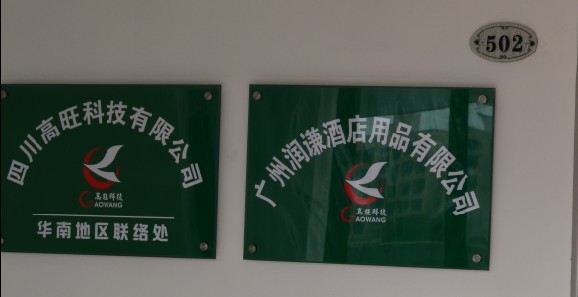 502
四川高旺科技有限公司
高旺科技
GAOWANG
华南地区联络处
广州润谦酒店用品有限公司
高旺科技
GAOWANG